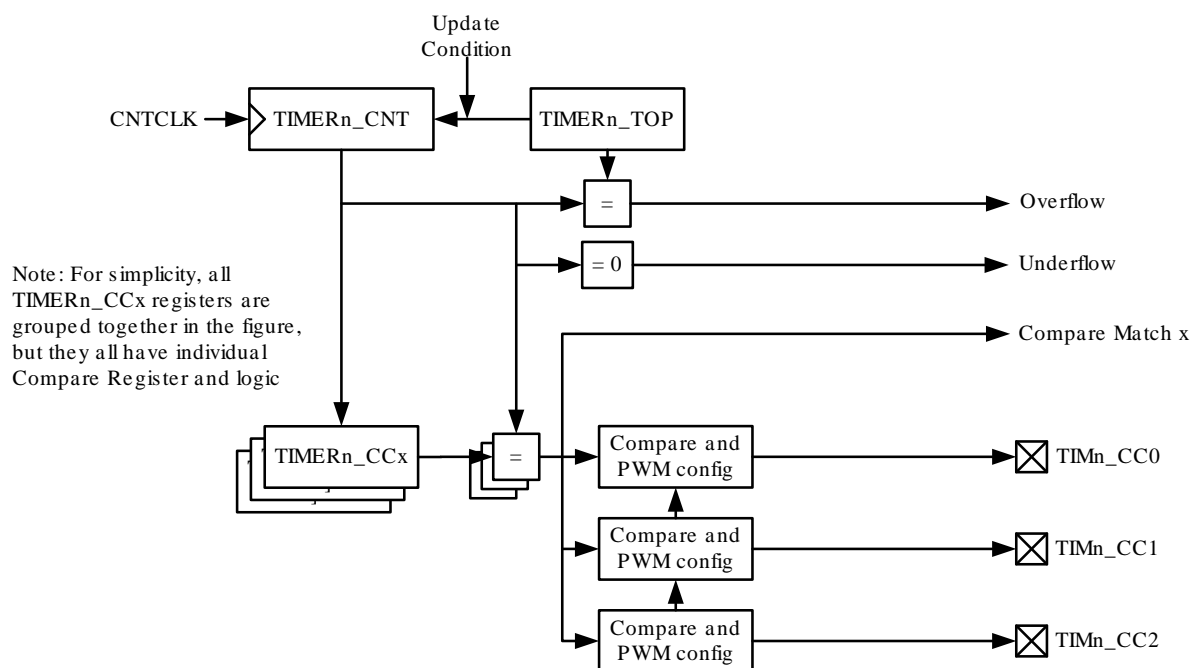 Update
Condition
CNTCLK
TIMERn_CNT
TIMERn_TOP
=
Overflow
= 0
Underflow
Note: For simplicity, all
TIMERn_CCx registers are
grouped together in the figure,
but they all have individual
Compare Register and logic
Compare Match x
TIMERn_CCx
=
Compare and
PWM config
TIMn_CC0
Compare and
PWM config
TIMn_CC1
Compare and
PWM config
TIMn_CC2